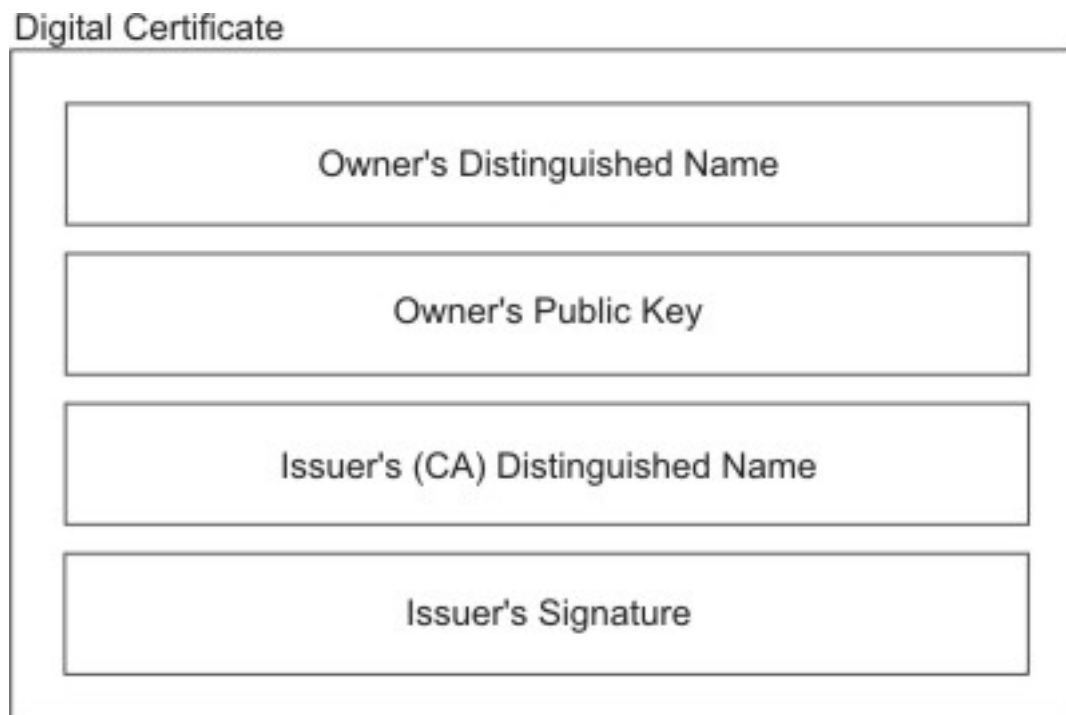 Digital Certificate
Owner's Distinguished Name
Owner's Public Key
Issuer's (CA) Distinguished Name
Issuer's Signature